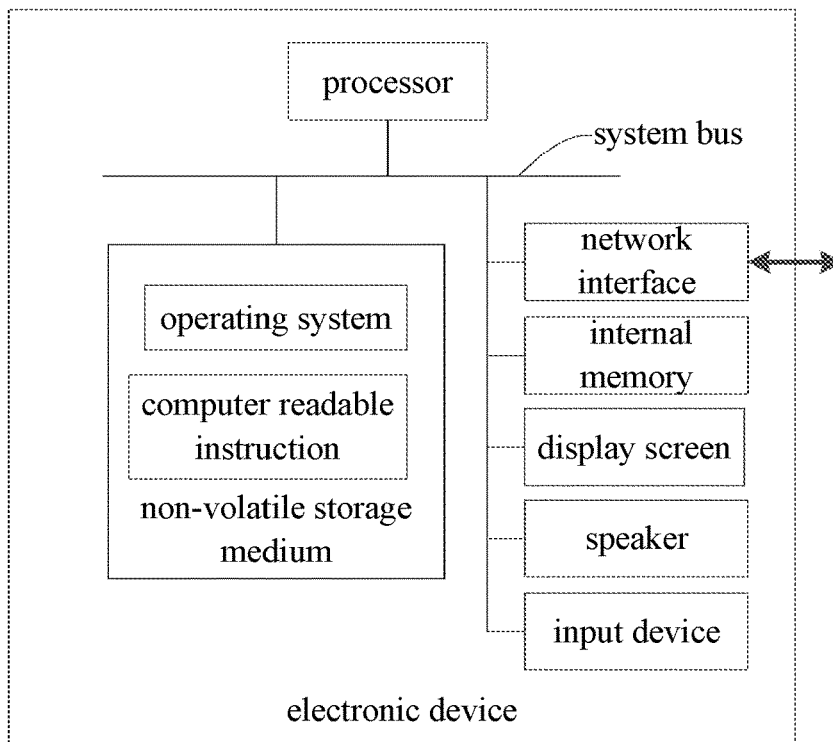 processor
system bus
network
interface
operating system
internal
memory
computer readable
instruction
display screen
non-volatile storage
medium
speaker
input device
electronic device